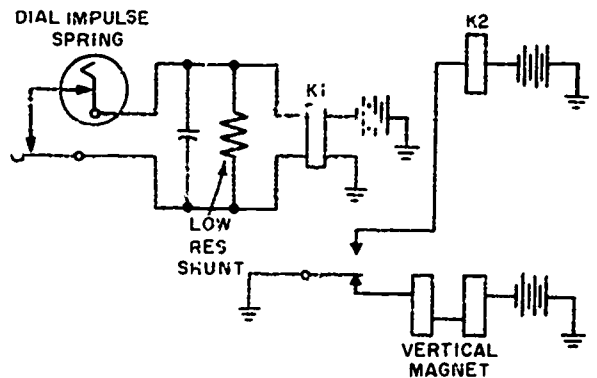 DIAL IMPULSE
SPRING
K1
K2
LOW
RES
SHUNT
VERTICAL
MAGNET